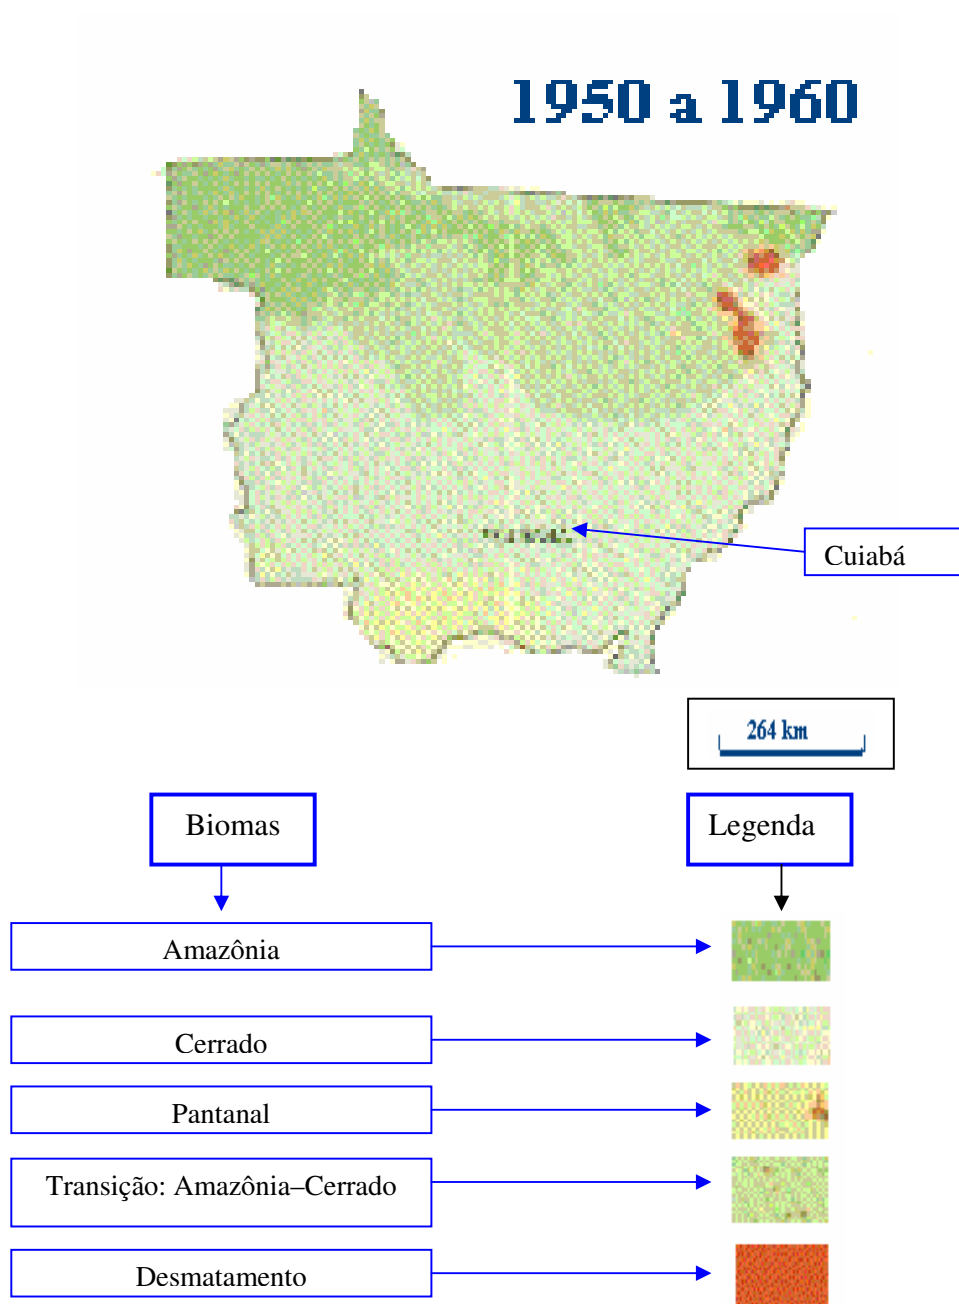 1950 a 1960
Cuiabá
264 km
Biomas
Legenda
Amazônia
Cerrado
Pantanal
Transição: Amazônia–Cerrado
Desmatamento